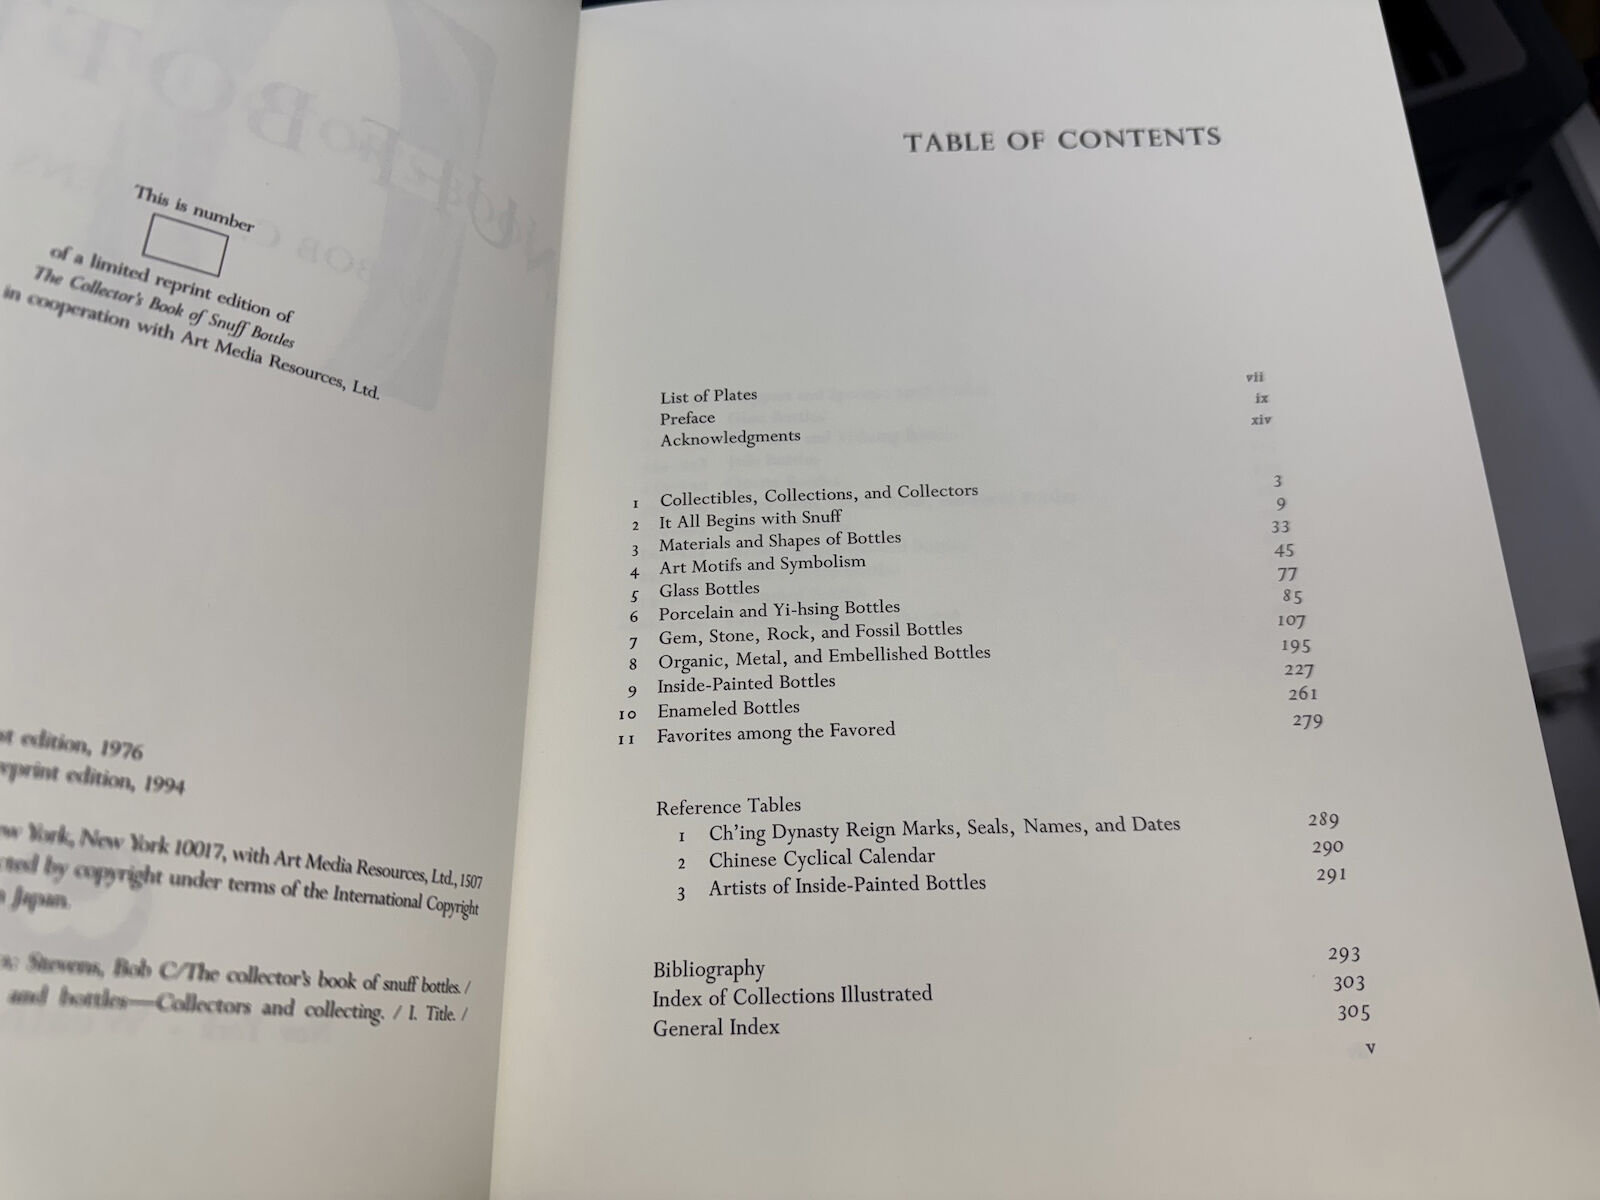 This is number
of a limited reprint edition of
The Collector's Book of Snuff Bottles
in cooperation with Art Media Resources, Ltd.
edition, 1976
reprint edition, 1994
York, New York 10017, with Art Media Resources, Ltd., 1507
by copyright under terms of the International Copyright
Japan.
Stevens, Bob C/The collector's book of snuff bottles. /
and bottles—Collectors and collecting. / I. Title. /
TABLE OF CONTENTS
List of Plates vii
Preface ix
Acknowledgments xiv
1 Collectibles, Collections, and Collectors 3
2 It All Begins with Snuff 9
3 Materials and Shapes of Bottles 33
4 Art Motifs and Symbolism 45
5 Glass Bottles 77
6 Porcelain and Yi-hsing Bottles 85
7 Gem, Stone, Rock, and Fossil Bottles 107
8 Organic, Metal, and Embellished Bottles 195
9 Inside-Painted Bottles 227
10 Enameled Bottles 261
11 Favorites among the Favored 279
Reference Tables
1 Ch'ing Dynasty Reign Marks, Seals, Names, and Dates 289
2 Chinese Cyclical Calendar 290
3 Artists of Inside-Painted Bottles 291
Bibliography 293
Index of Collections Illustrated 303
General Index 305
v